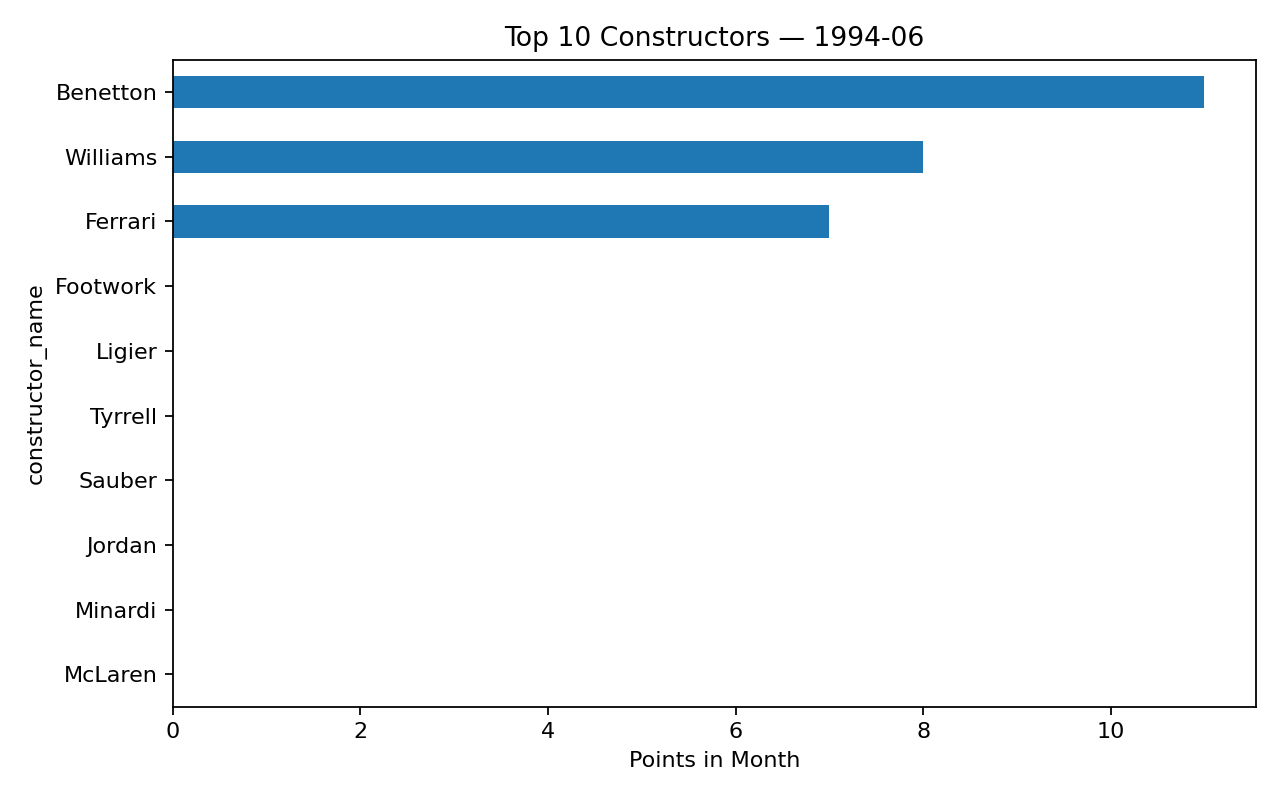 Top 10 Constructors — 1994-06
constructor_name
Benetton
Williams
Ferrari
Footwork
Ligier
Tyrrell
Sauber
Jordan
Minardi
McLaren
0 2 4 6 8 10
Points in Month